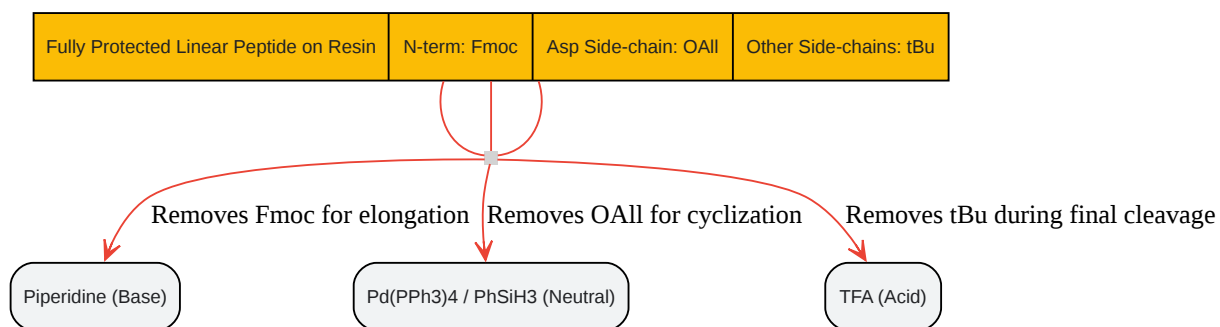 Fully Protected Linear Peptide on Resin
N-term: Fmoc
Asp Side-chain: OAll
Other Side-chains: tBu
Removes Fmoc for elongation
Removes OAll for cyclization
Removes tBu during final cleavage
Piperidine (Base)
Pd(PPh3)4 / PhSiH3 (Neutral)
TFA (Acid)